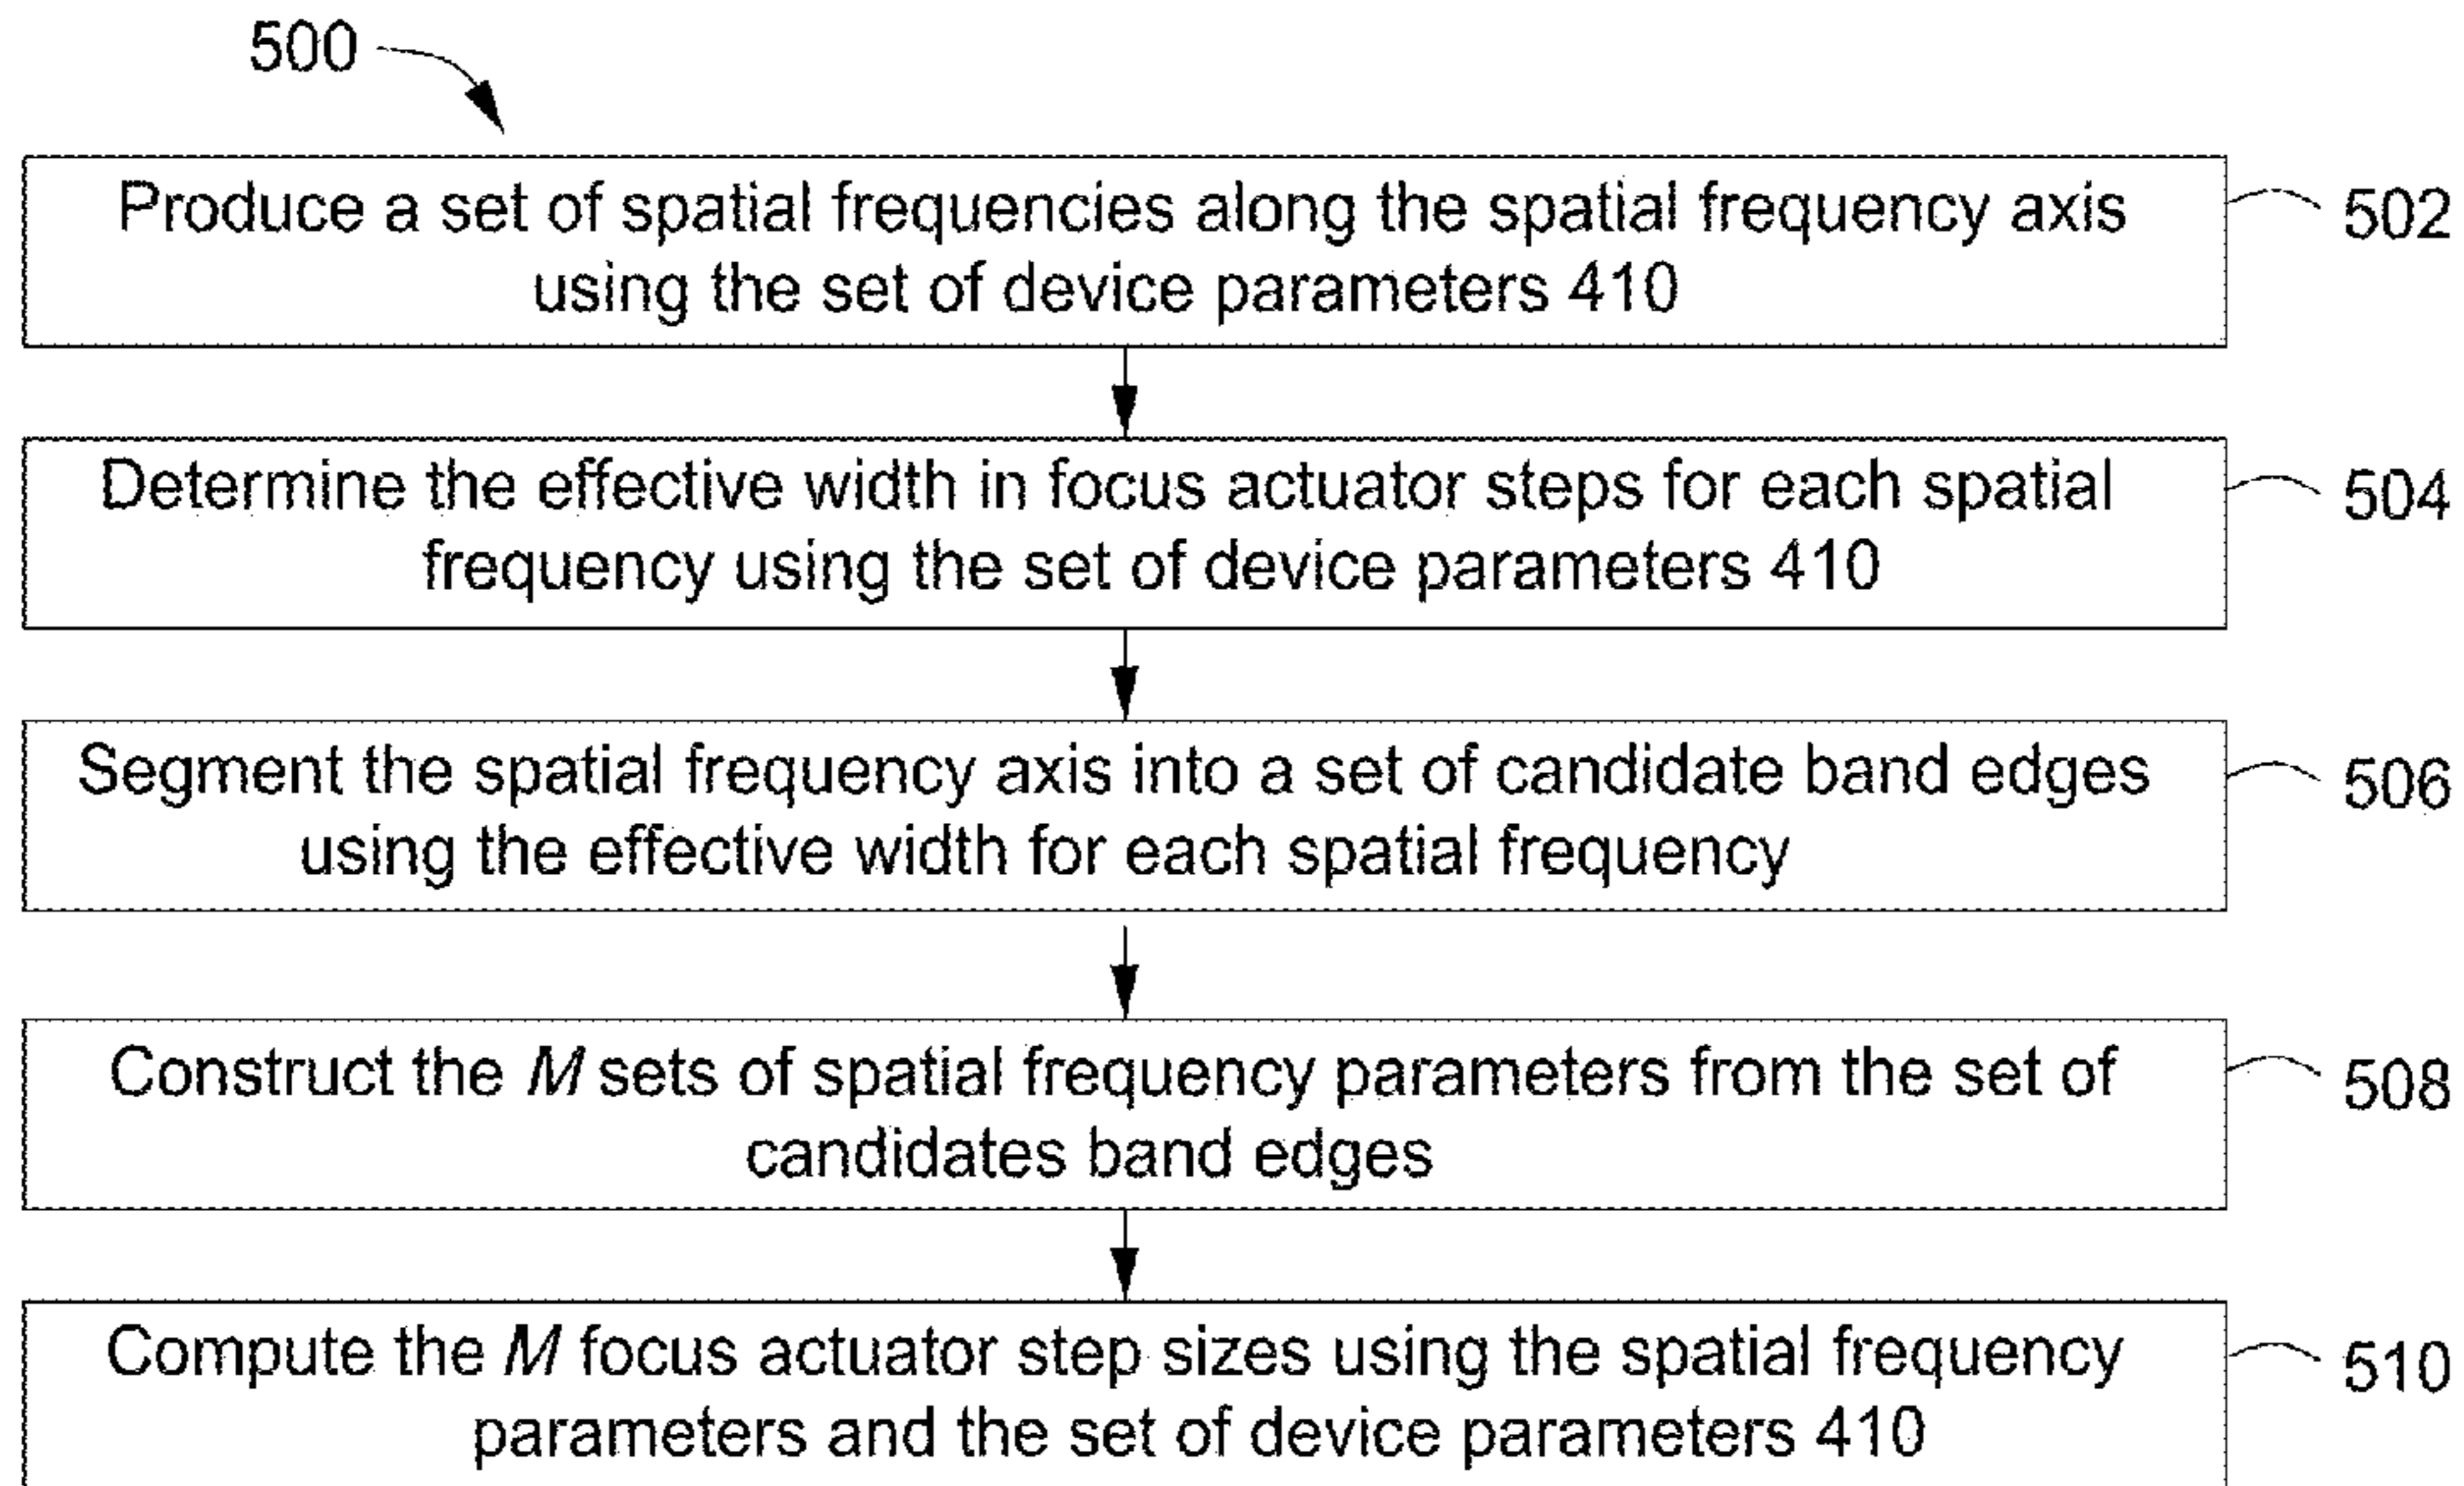 500
Produce a set of spatial frequencies along the spatial frequency axis
using the set of device parameters 410
502
Determine the effective width in focus actuator steps for each spatial
frequency using the set of device parameters 410
504
Segment the spatial frequency axis into a set of candidate band edges
using the effective width for each spatial frequency
506
Construct the M sets of spatial frequency parameters from the set of
candidates band edges
508
Compute the M focus actuator step sizes using the spatial frequency
parameters and the set of device parameters 410
510